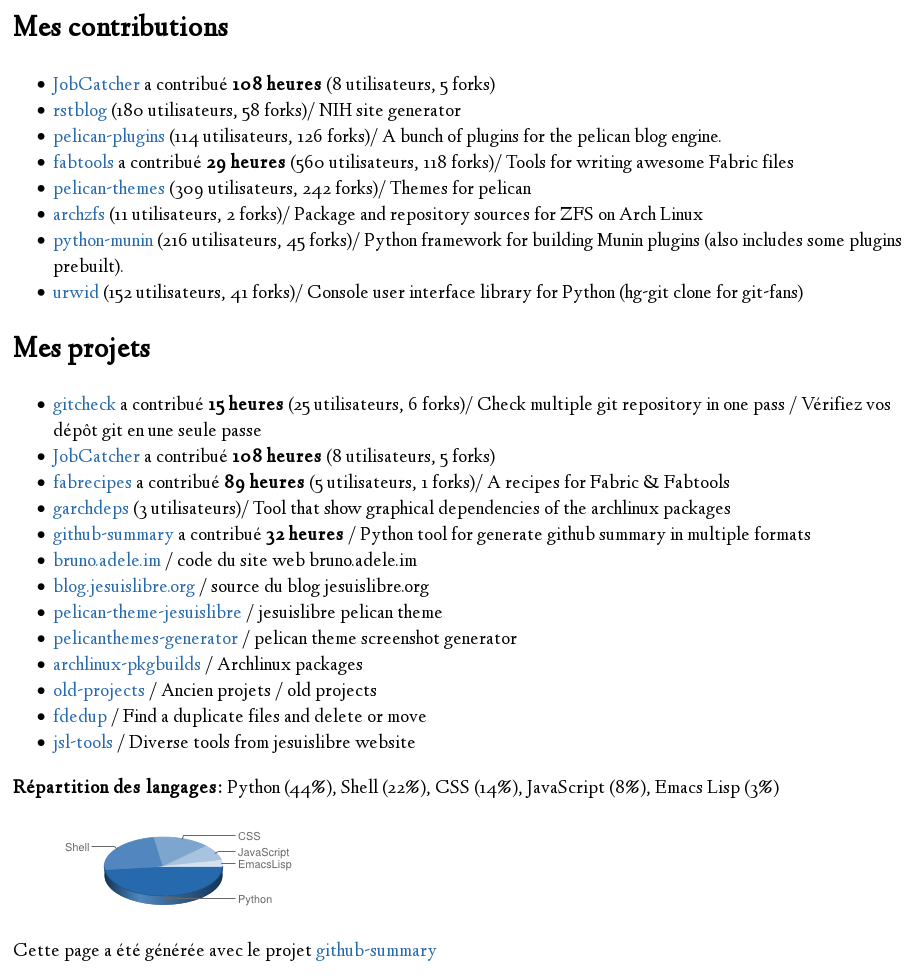 Mes contributions
JobCatcher a contribué 108 heures (8 utilisateurs, 5 forks)
rstblog (180 utilisateurs, 58 forks)/ NIH site generator
pelican-plugins (114 utilisateurs, 126 forks)/ A bunch of plugins for the pelican blog engine.
fabtools a contribué 29 heures (560 utilisateurs, 118 forks)/ Tools for writing awesome Fabric files
pelican-themes (309 utilisateurs, 242 forks)/ Themes for pelican
archzfs (11 utilisateurs, 2 forks)/ Package and repository sources for ZFS on Arch Linux
python-munin (216 utilisateurs, 45 forks)/ Python framework for building Munin plugins (also includes some plugins
prebuilt).
urwid (152 utilisateurs, 41 forks)/ Console user interface library for Python (hg-git clone for git-fans)
Mes projets
gitcheck a contribué 15 heures (25 utilisateurs, 6 forks)/ Check multiple git repository in one pass / Vérifiez vos
dépôt git en une seule passe
JobCatcher a contribué 108 heures (8 utilisateurs, 5 forks)
fabrecipes a contribué 89 heures (5 utilisateurs, 1 forks)/ A recipes for Fabric & Fabtools
garchdeps (3 utilisateurs)/ Tool that show graphical dependencies of the archlinux packages
github-summary a contribué 32 heures / Python tool for generate github summary in multiple formats
bruno.adele.im / code du site web bruno.adele.im
blog.jesuislibre.org / source du blog jesuislibre.org
pelican-theme-jesuislibre / jesuislibre pelican theme
pelicanthemes-generator / pelican theme screenshot generator
archlinux-pkgbuilds / Archlinux packages
old-projects / Ancien projets / old projects
fdedup / Find a duplicate files and delete or move
jsl-tools / Diverse tools from jesuislibre website
Répartition des langages: Python (44%), Shell (22%), CSS (14%), JavaScript (8%), Emacs Lisp (3%)
CSS
Shell
JavaScript
EmacsLisp
Python
Cette page a été générée avec le projet github-summary